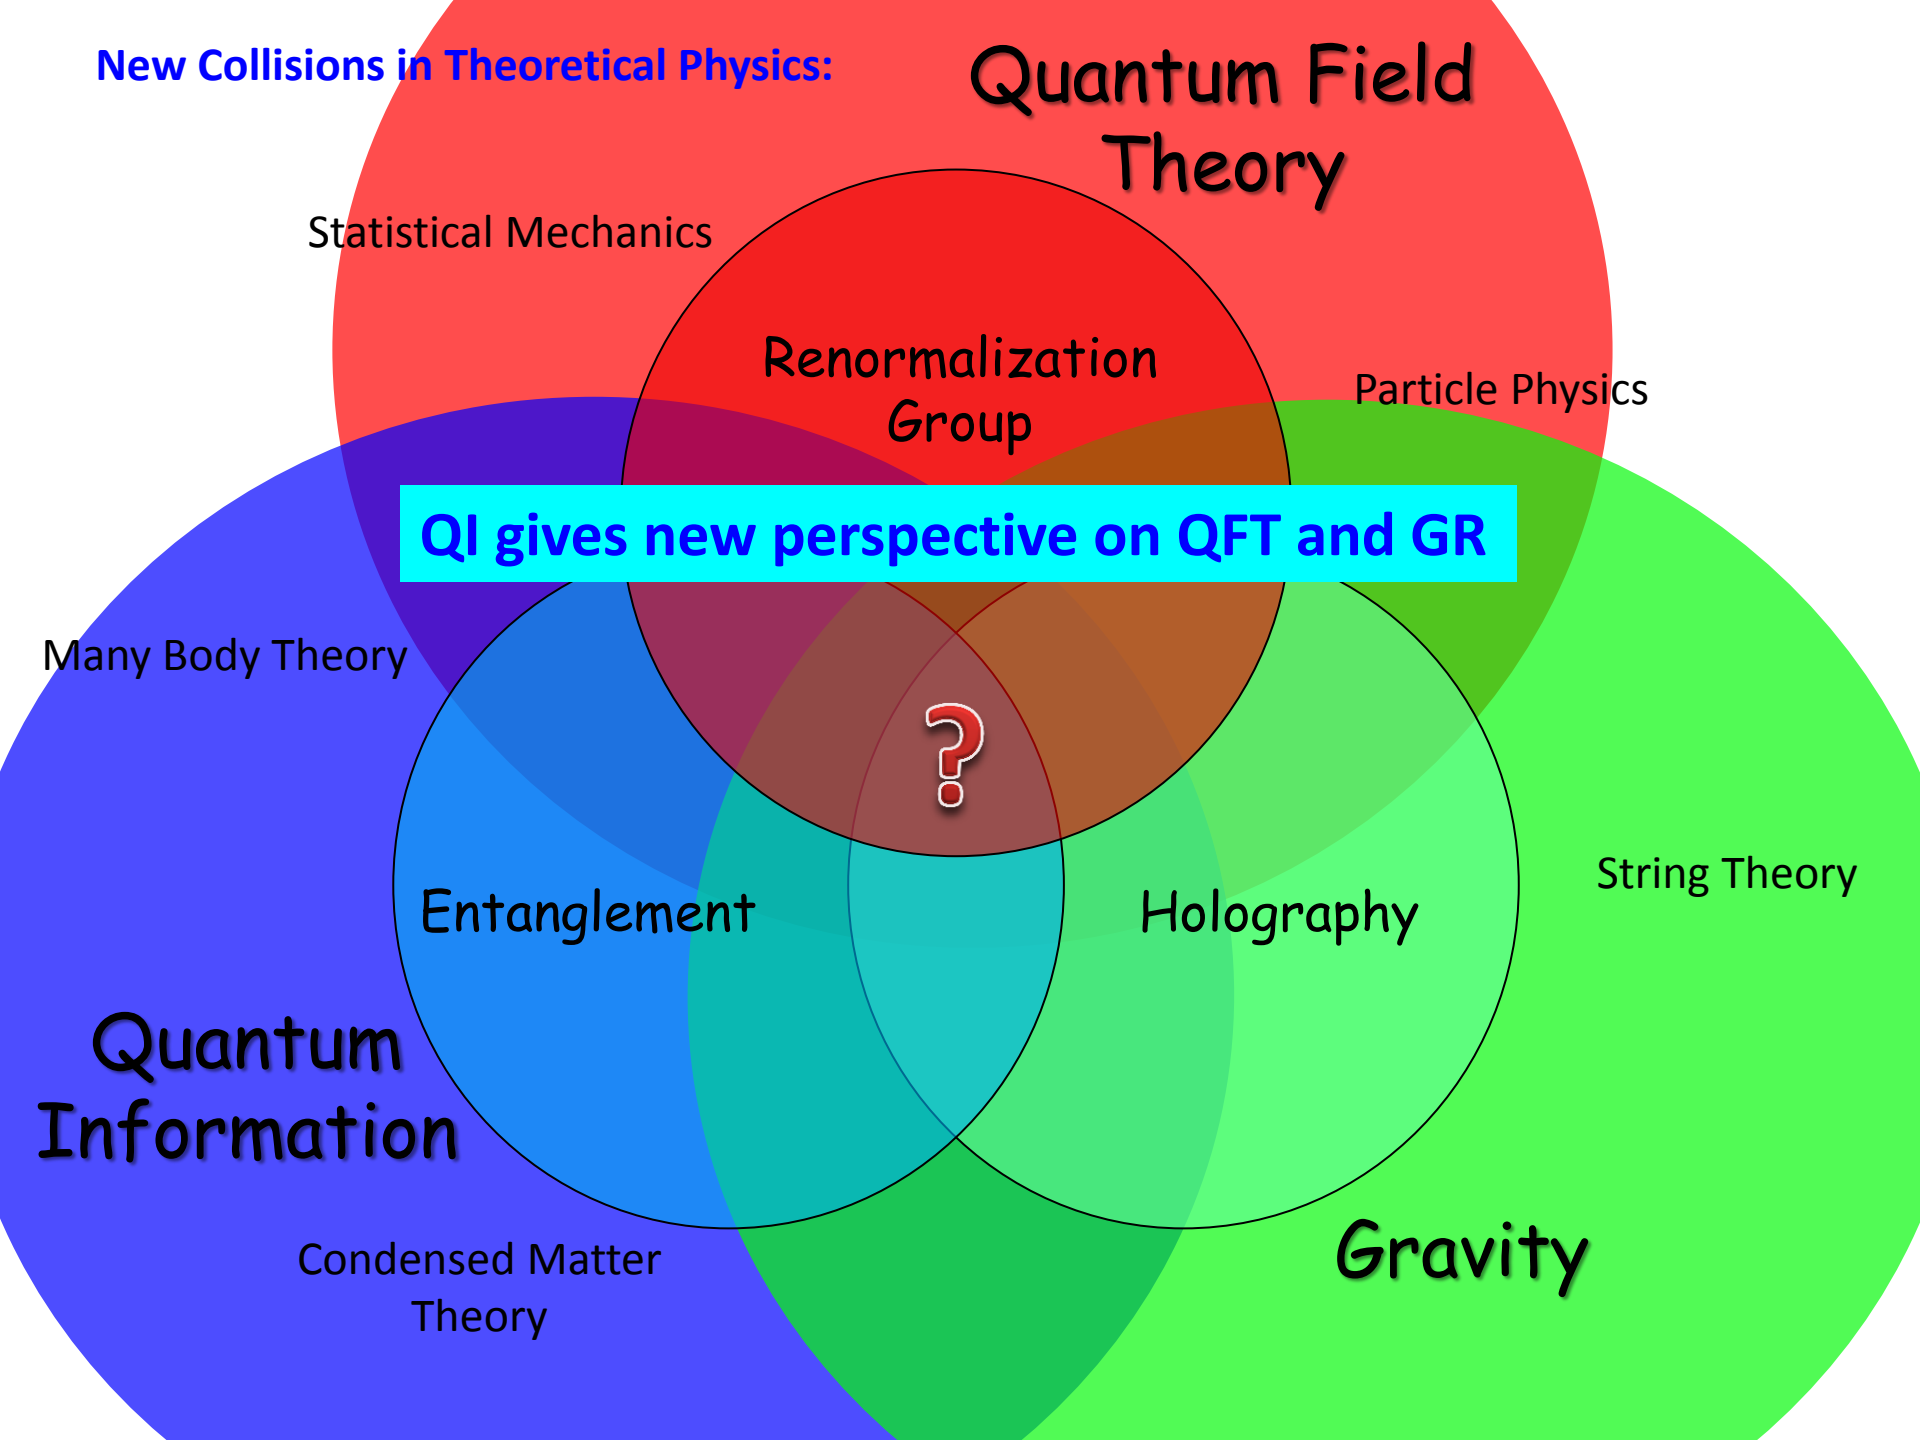 New Collisions in Theoretical Physics:
Quantum Field
Theory
Statistical Mechanics
Renormalization
Group
Particle Physics
QI gives new perspective on QFT and GR
Many Body Theory
?
String Theory
Entanglement
Holography
Quantum
Information
Gravity
Condensed Matter
Theory